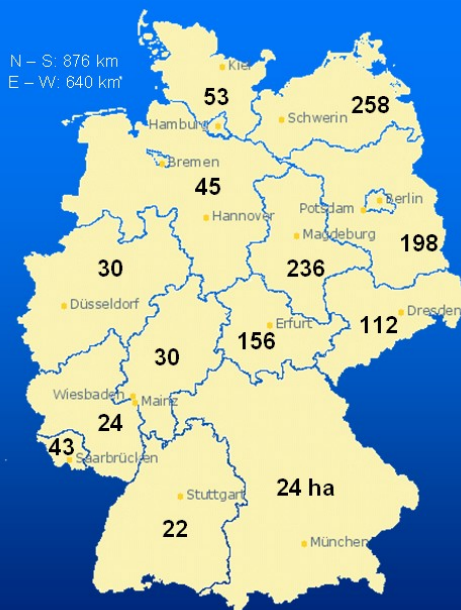 N – S: 876 km
E – W: 640 km
Kiel
53
258
Schwerin
Hamburg
Bremen
45
Berlin
Potsdam
Hannover
Magdeburg
198
30
236
Düsseldorf
Dresden
112
Erfurt
156
30
Wiesbaden
Mainz
24
43
Saarbrücken
24 ha
Stuttgart
22
München